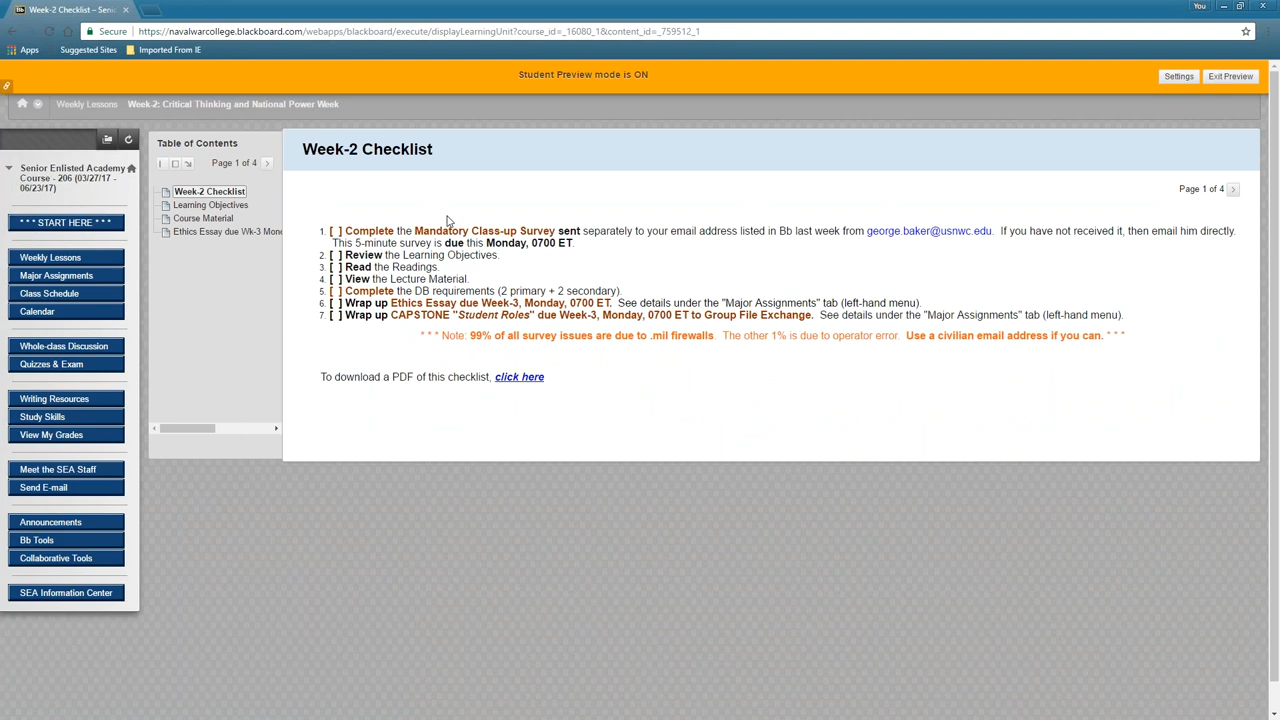 Week-2 Checklist – Seni
You
Secure
https://navalwarcollege.blackboard.com/webapps/blackboard/execute/displayLearningUnit?course_id=_16080_1&content_id=_759512_1
Apps Suggested Sites Imported From IE
Student Preview mode is ON
Settings Exit Preview
Weekly Lessons Week-2: Critical Thinking and National Power Week
Senior Enlisted Academy
Course - 206 (03/27/17 -
06/23/17)
* * * START HERE * * *
Weekly Lessons
Major Assignments
Class Schedule
Calendar
Whole-class Discussion
Quizzes & Exam
Writing Resources
Study Skills
View My Grades
Meet the SEA Staff
Send E-mail
Announcements
Bb Tools
Collaborative Tools
SEA Information Center
Table of Contents
Page 1 of 4
Week-2 Checklist
Learning Objectives
Course Material
Ethics Essay due Wk-3 Mon
Week-2 Checklist
Page 1 of 4
1. [ ] Complete the Mandatory Class-up Survey sent separately to your email address listed in Bb last week from george.baker@usnwc.edu. If you have not received it, then email him directly.
This 5-minute survey is due this Monday, 0700 ET.
2. [ ] Review the Learning Objectives.
3. [ ] Read the Readings.
4. [ ] View the Lecture Material.
5. [ ] Complete the DB requirements (2 primary + 2 secondary).
6. [ ] Wrap up Ethics Essay due Week-3, Monday, 0700 ET. See details under the "Major Assignments" tab (left-hand menu).
7. [ ] Wrap up CAPSTONE "Student Roles" due Week-3, Monday, 0700 ET to Group File Exchange. See details under the "Major Assignments" tab (left-hand menu).
* * * Note: 99% of all survey issues are due to .mil firewalls. The other 1% is due to operator error. Use a civilian email address if you can. * * *
To download a PDF of this checklist, click here